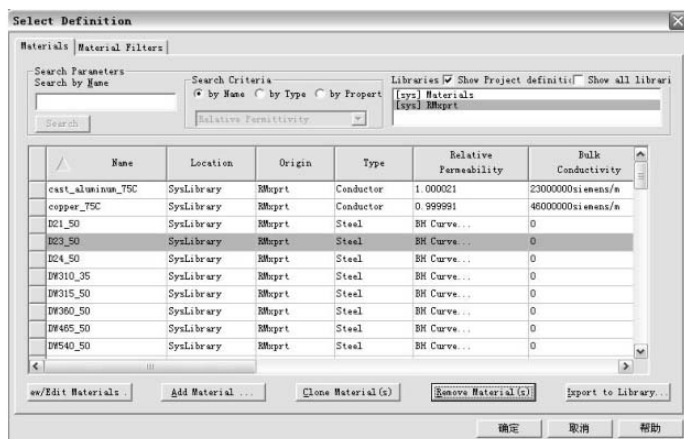 Select Definition
Materials Material Filters
Search Parameters
Search by Name
Search
Search Criteria
by Name by Type by Propert
Relative Permittivity
Libraries Show Project definitio Show all librari
[sys] Materials
[sys] RMxprt
Name Location Origin Type Relative Permeability Bulk Conductivity
cast_aluminum_75C SysLibrary RMxprt Conductor 1.000021 23000000siemens/m
copper_75C SysLibrary RMxprt Conductor 0.999991 46000000siemens/m
D21_50 SysLibrary RMxprt Steel BH Curve... 0
D23_50 SysLibrary RMxprt Steel BH Curve... 0
D24_50 SysLibrary RMxprt Steel BH Curve... 0
DW310_35 SysLibrary RMxprt Steel BH Curve... 0
DW315_50 SysLibrary RMxprt Steel BH Curve... 0
DW360_50 SysLibrary RMxprt Steel BH Curve... 0
DW465_50 SysLibrary RMxprt Steel BH Curve... 0
DW540_50 SysLibrary RMxprt Steel BH Curve... 0
ew/Edit Materials . Add Material ... Clone Material(s) Remove Material(s) Export to Library...
确定 取消 帮助